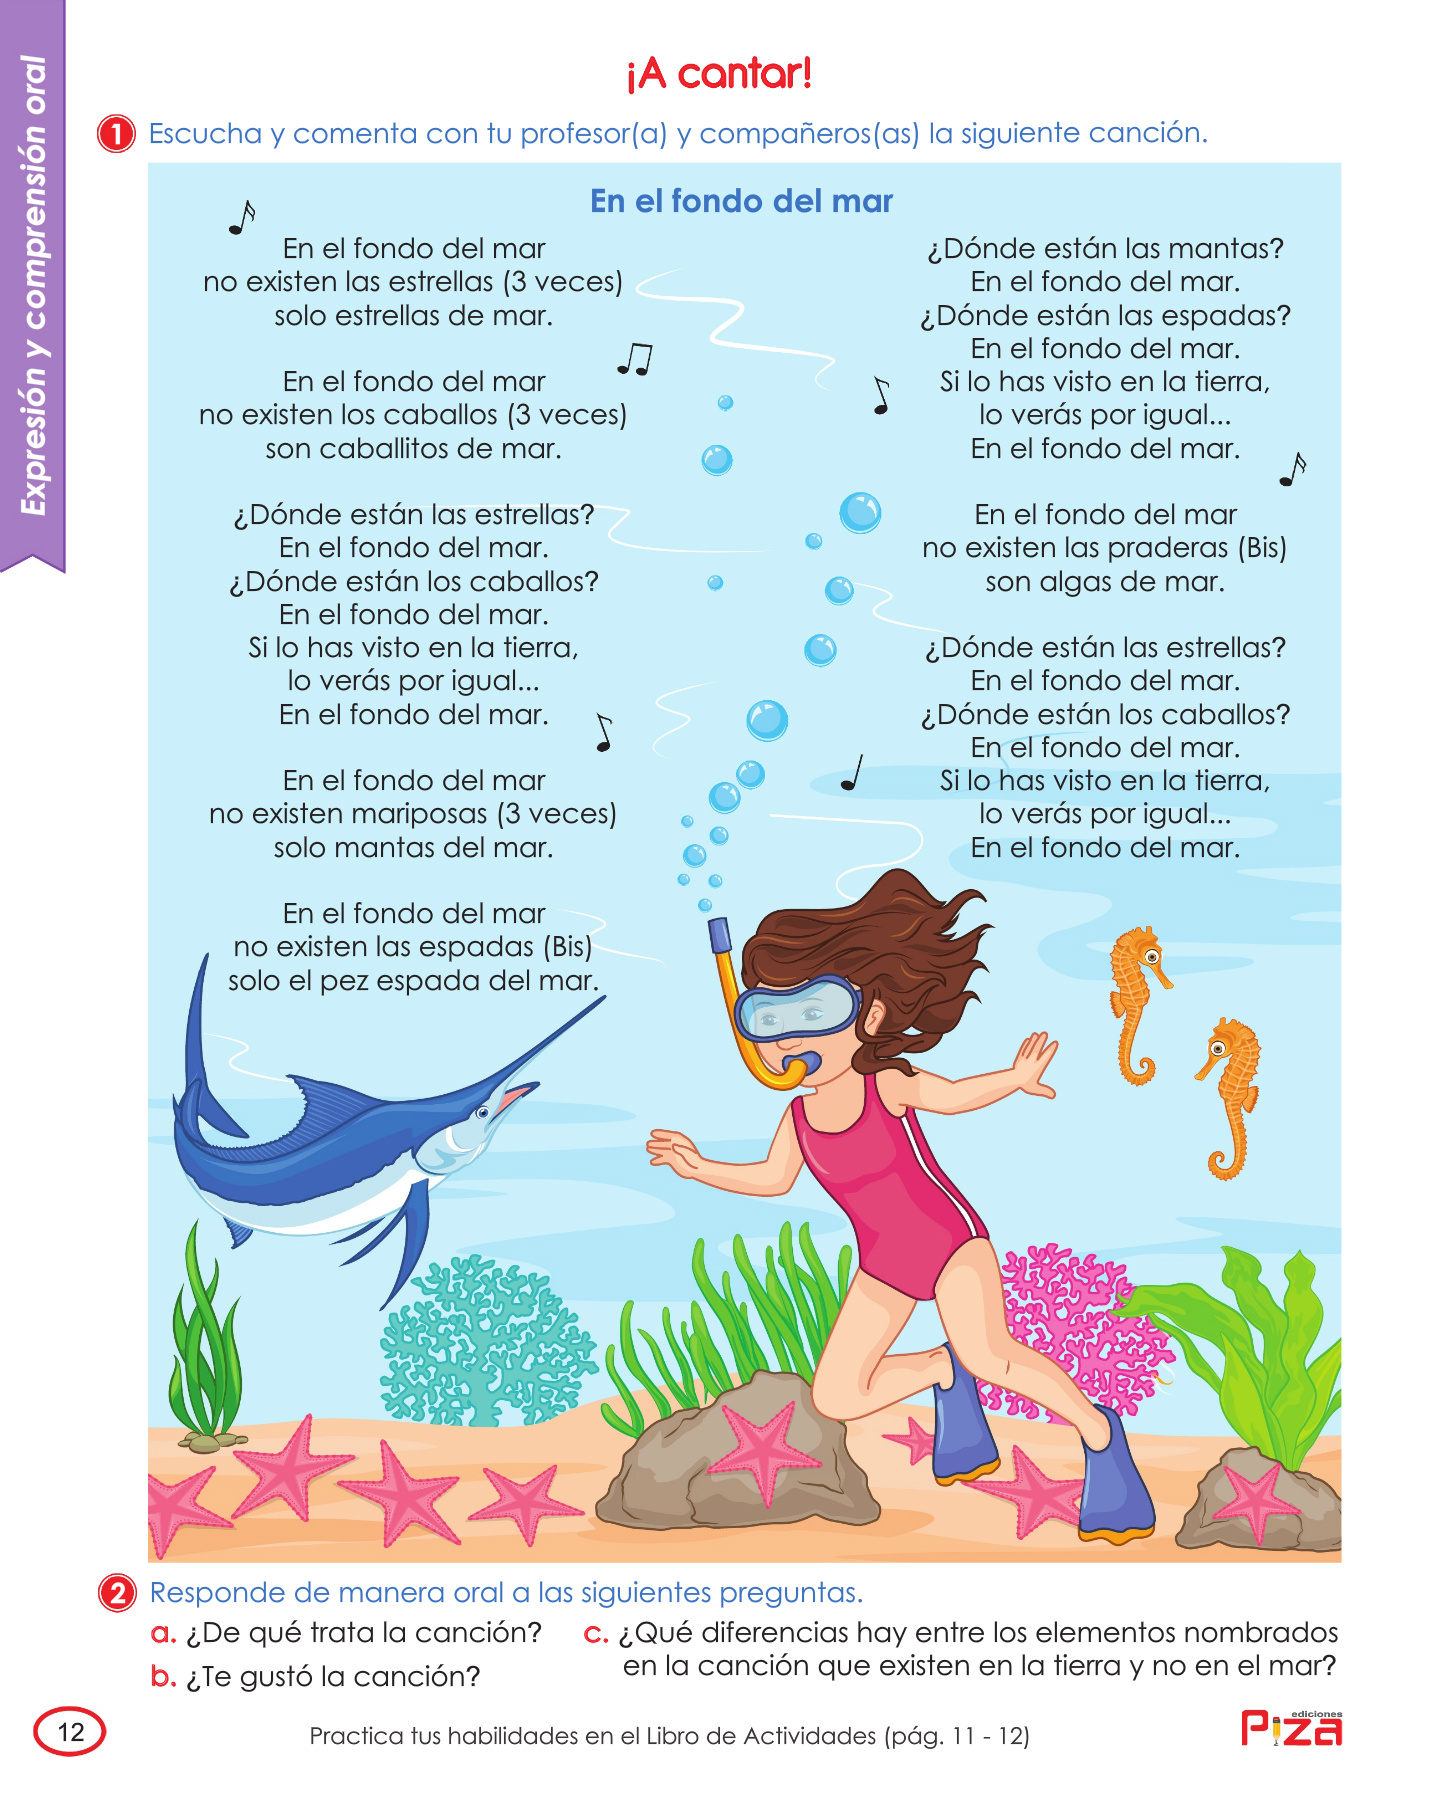 Expresión y comprensión oral
¡A cantar!
1 Escucha y comenta con tu profesor(a) y compañeros(as) la siguiente canción.
En el fondo del mar
En el fondo del mar
no existen las estrellas (3 veces)
solo estrellas de mar.
En el fondo del mar
no existen los caballos (3 veces)
son caballitos de mar.
¿Dónde están las estrellas?
En el fondo del mar.
¿Dónde están los caballos?
En el fondo del mar.
Si lo has visto en la tierra,
lo verás por igual...
En el fondo del mar.
En el fondo del mar
no existen mariposas (3 veces)
solo mantas del mar.
En el fondo del mar
no existen las espadas (Bis)
solo el pez espada del mar.
¿Dónde están las mantas?
En el fondo del mar.
¿Dónde están las espadas?
En el fondo del mar.
Si lo has visto en la tierra,
lo verás por igual...
En el fondo del mar.
En el fondo del mar
no existen las praderas (Bis)
son algas de mar.
¿Dónde están las estrellas?
En el fondo del mar.
¿Dónde están los caballos?
En el fondo del mar.
Si lo has visto en la tierra,
lo verás por igual...
En el fondo del mar.
2 Responde de manera oral a las siguientes preguntas.
a. ¿De qué trata la canción?
b. ¿Te gustó la canción?
c. ¿Qué diferencias hay entre los elementos nombrados
en la canción que existen en la tierra y no en el mar?
12
Practica tus habilidades en el Libro de Actividades (pág. 11 - 12)
ediciones
Piza